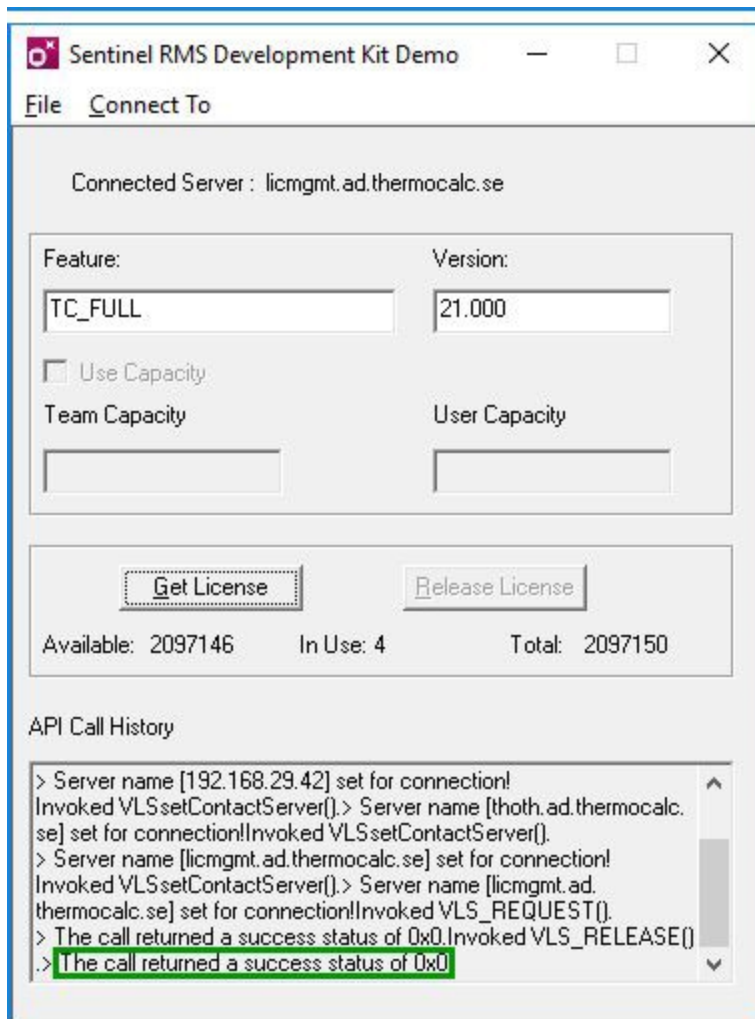 Sentinel RMS Development Kit Demo
File Connect To
Connected Server : licmgmt.ad.thermocalc.se
Feature: Version:
TC_FULL 21.000
Use Capacity
Team Capacity User Capacity
Get License Release License
Available: 2097146 In Use: 4 Total: 2097150
API Call History
> Server name [192.168.29.42] set for connection!
Invoked VLSsetContactServer().> Server name [thoth.ad.thermocalc.
se] set for connection!Invoked VLSsetContactServer().
> Server name [licmgmt.ad.thermocalc.se] set for connection!
Invoked VLSsetContactServer().> Server name [licmgmt.ad.
thermocalc.se] set for connection!Invoked VLS_REQUEST().
> The call returned a success status of 0x0.Invoked VLS_RELEASE()
.> The call returned a success status of 0x0